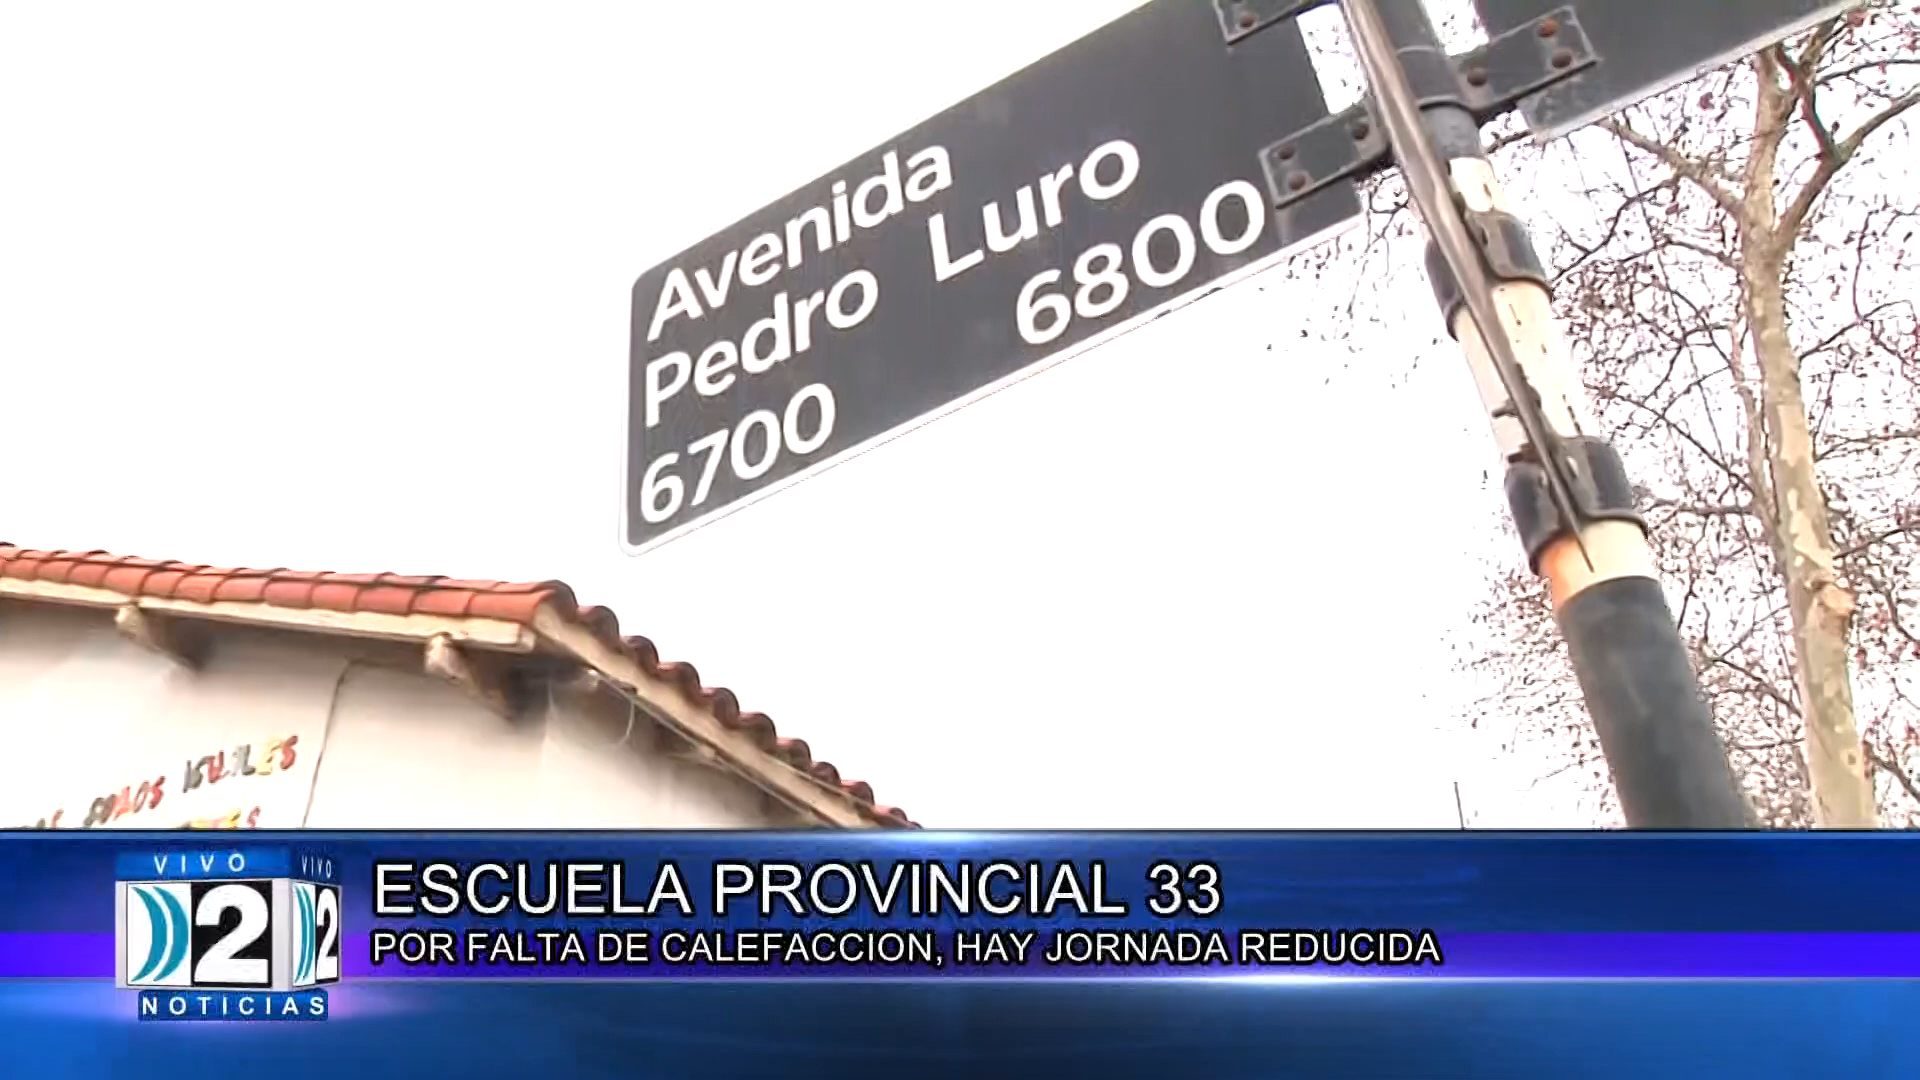 Avenida
Pedro Luro
6700 6800
VIVO VIVO
2 2
NOTICIAS
ESCUELA PROVINCIAL 33
POR FALTA DE CALEFACCION, HAY JORNADA REDUCIDA